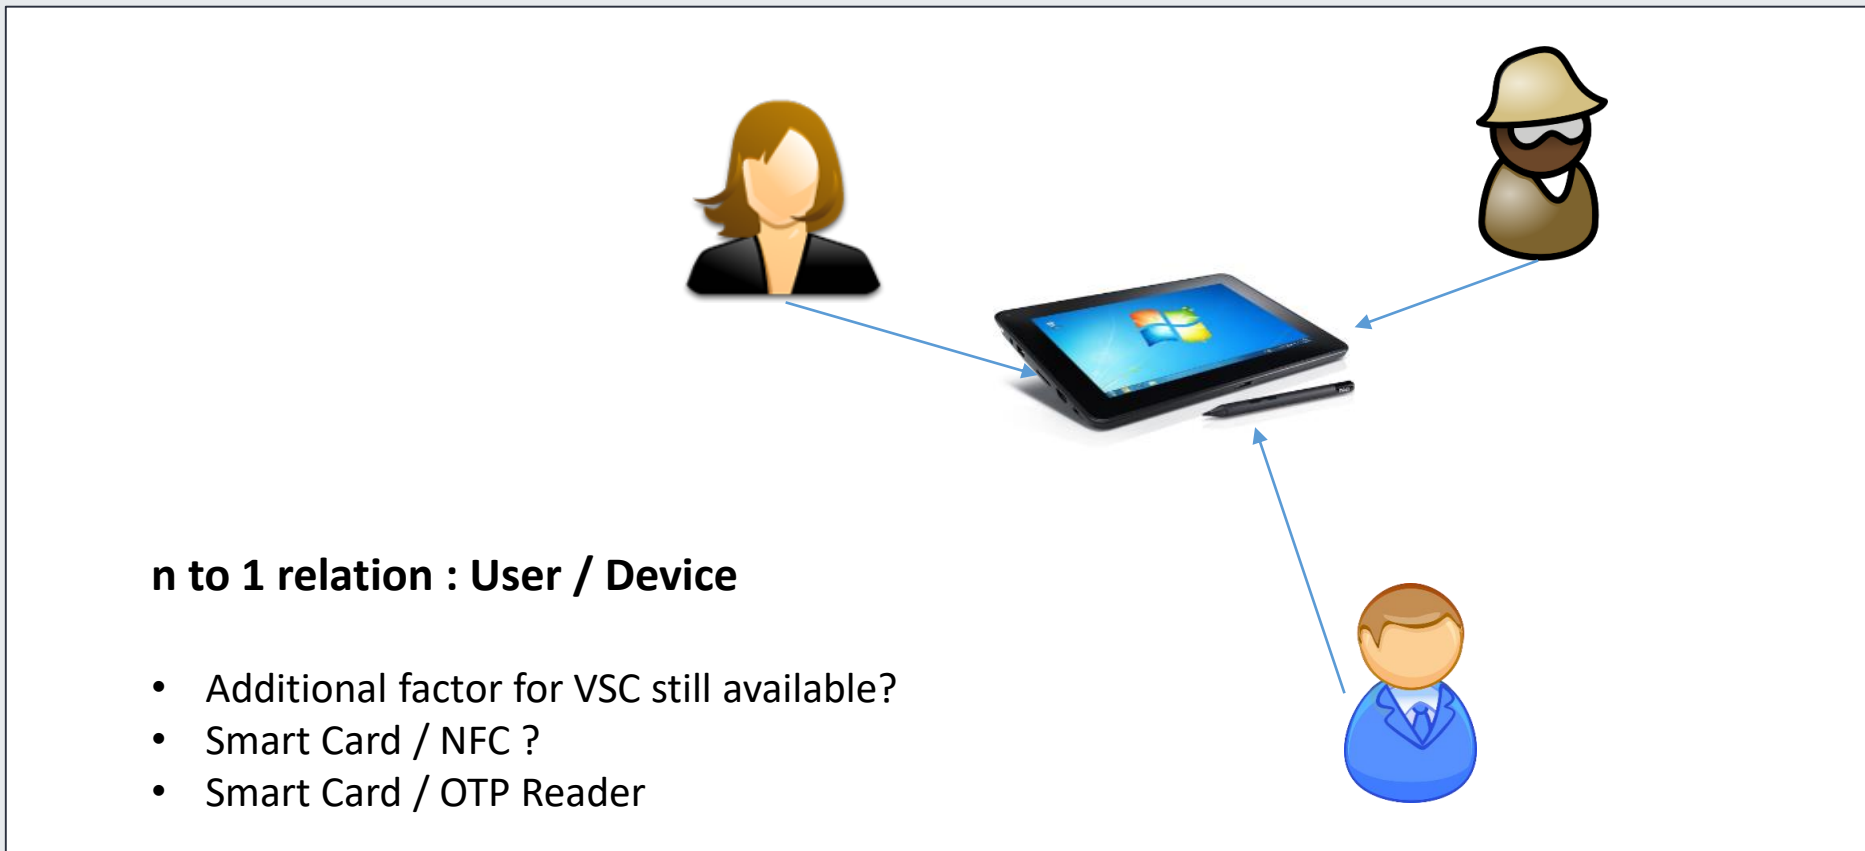 n to 1 relation : User / Device
• Additional factor for VSC still available?
• Smart Card / NFC ?
• Smart Card / OTP Reader